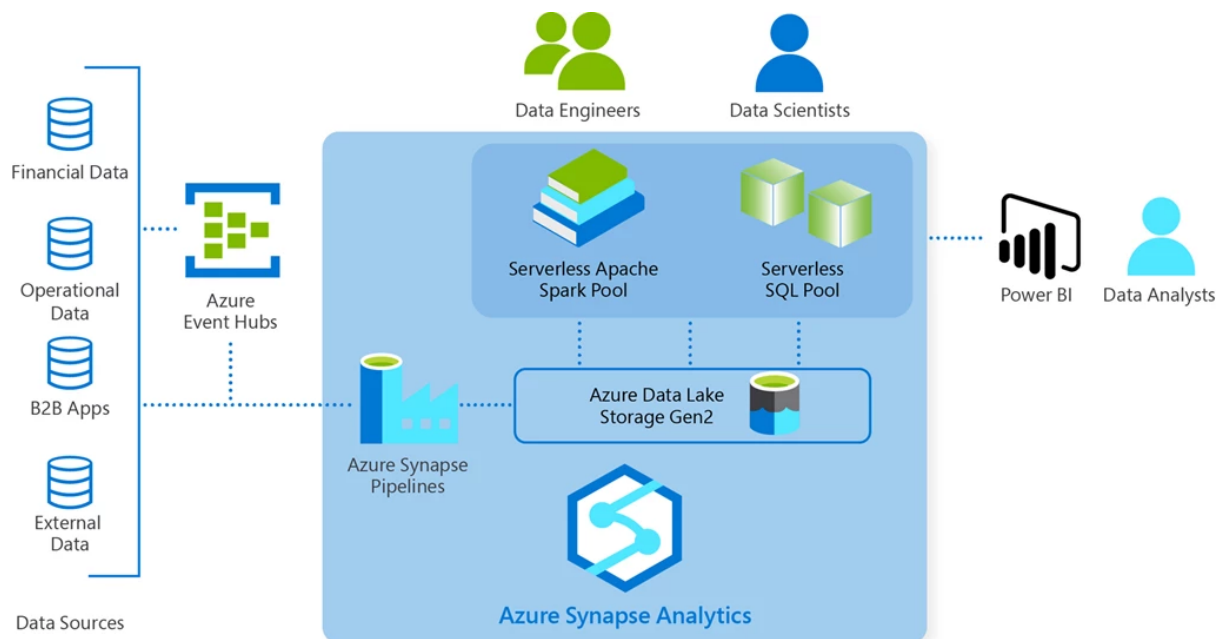 Data Engineers
Data Scientists
Financial Data
Operational
Data
B2B Apps
External
Data
Data Sources
Azure
Event Hubs
Serverless Apache
Spark Pool
Serverless
SQL Pool
Azure Data Lake
Storage Gen2
Azure Synapse
Pipelines
Azure Synapse Analytics
Power BI
Data Analysts